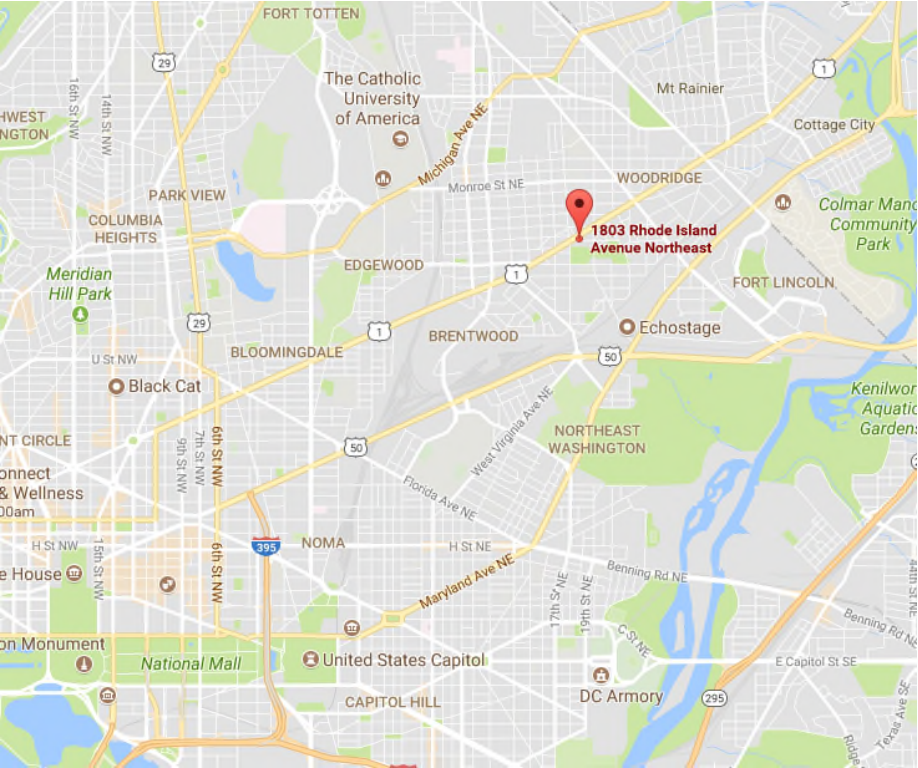 FORT TOTTEN
29
1
The Catholic
University
of America
16th St NW
14th St NW
Mt Rainier
HWEST
NGTON
Cottage City
Michigan Ave NE
Monroe St NE
WOODRIDGE
PARK VIEW
COLUMBIA
HEIGHTS
1803 Rhode Island
Avenue Northeast
Colmar Mano
Community
Park
EDGEWOOD
1
Meridian
Hill Park
FORT LINCOLN
29
1
BRENTWOOD
Echostage
U St NW
BLOOMINGDALE
50
Black Cat
Kenilwor
Aquatic
Gardens
West Virginia Ave NE
NORTHEAST
WASHINGTON
NT CIRCLE
9th St NW
7th St NW
6th St NW
50
onnect
& Wellness
00am
Florida Ave NE
H St NW
15th St NW
6th St NW
395
NOMA
H St NE
e House
Maryland Ave NE
Benning Rd NE
17th St NE
19th St NE
44th St NE
Benning Rd NE
C St NE
on Monument
National Mall
United States Capitol
E Capitol St SE
DC Armory
295
CAPITOL HILL
Texas Ave SE
Ridge